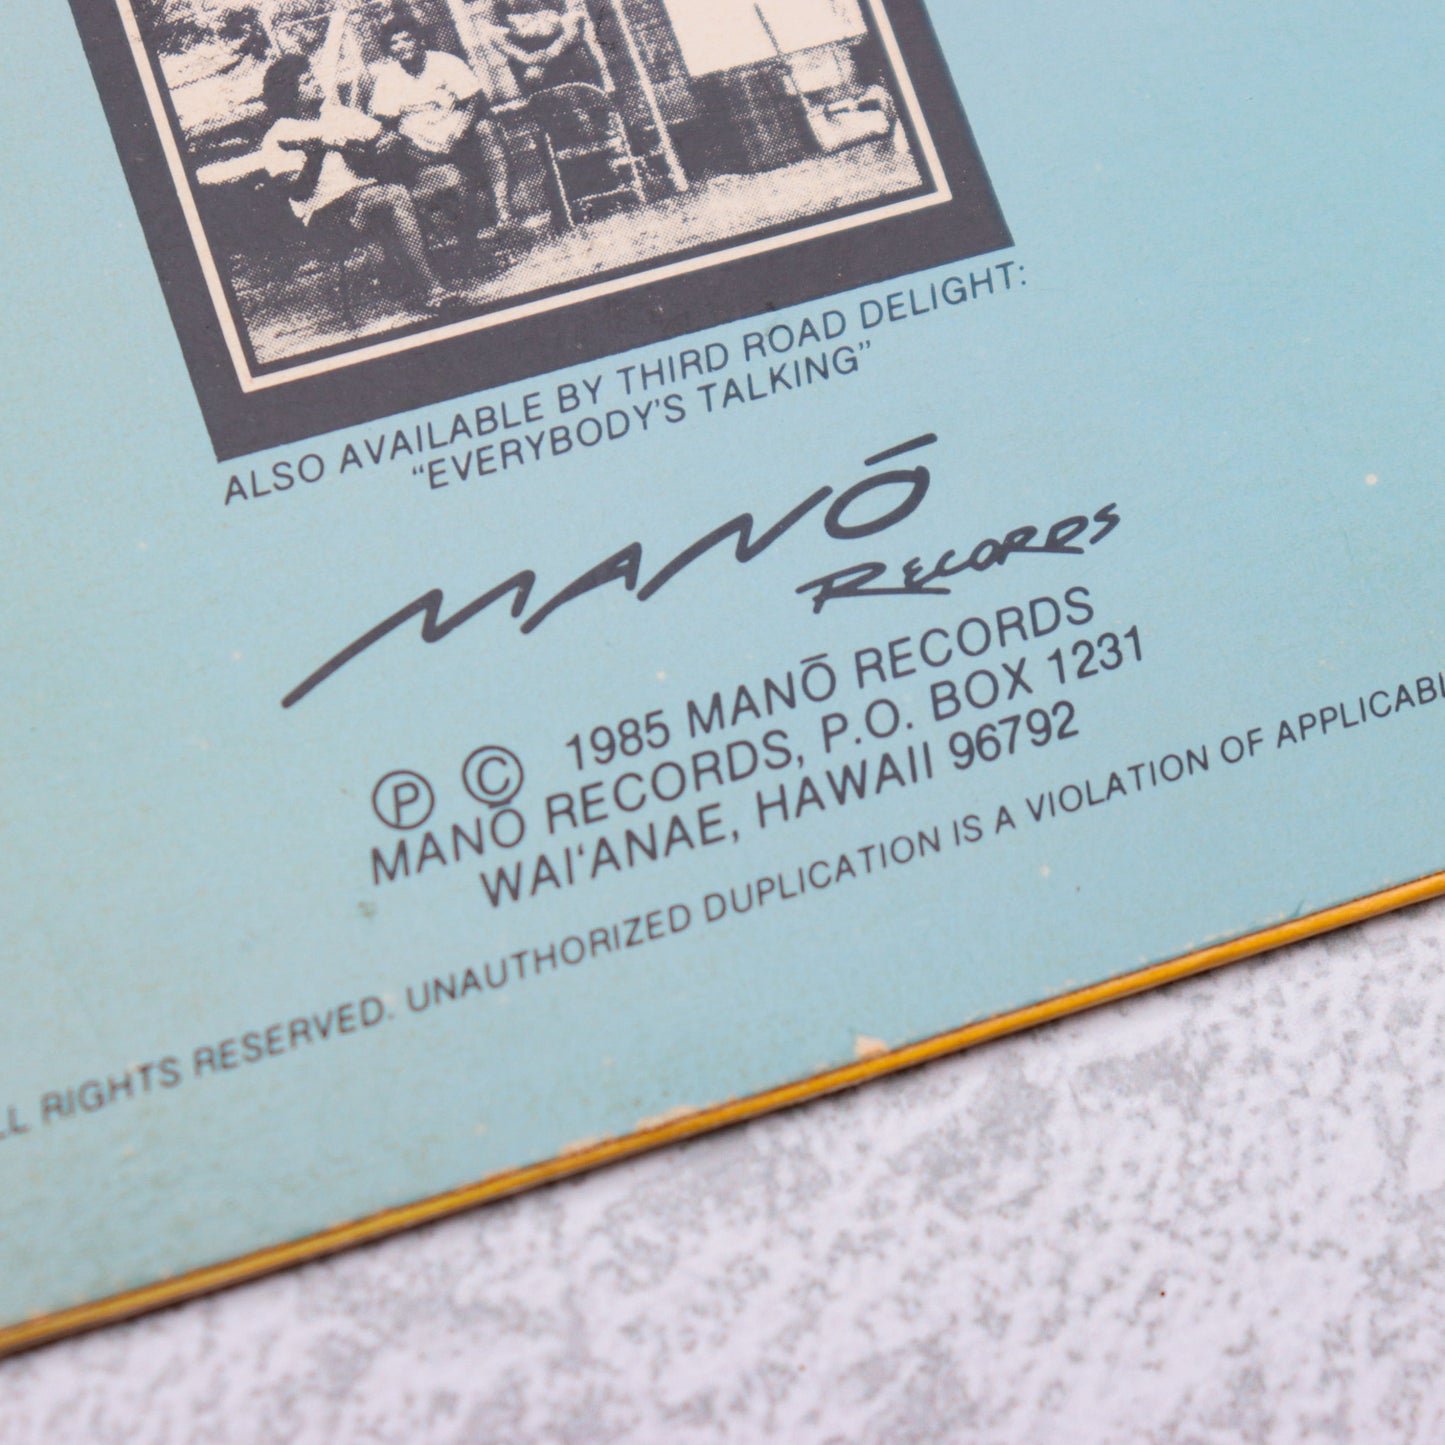 ALSO AVAILABLE BY THIRD ROAD DELIGHT:
“EVERYBODY’S TALKING”
MANŌ
RECORDS
Ⓟ © 1985 MANŌ RECORDS
MANŌ RECORDS, P.O. BOX 1231
WAI‘ANAE, HAWAII 96792
RIGHTS RESERVED. UNAUTHORIZED DUPLICATION IS A VIOLATION OF